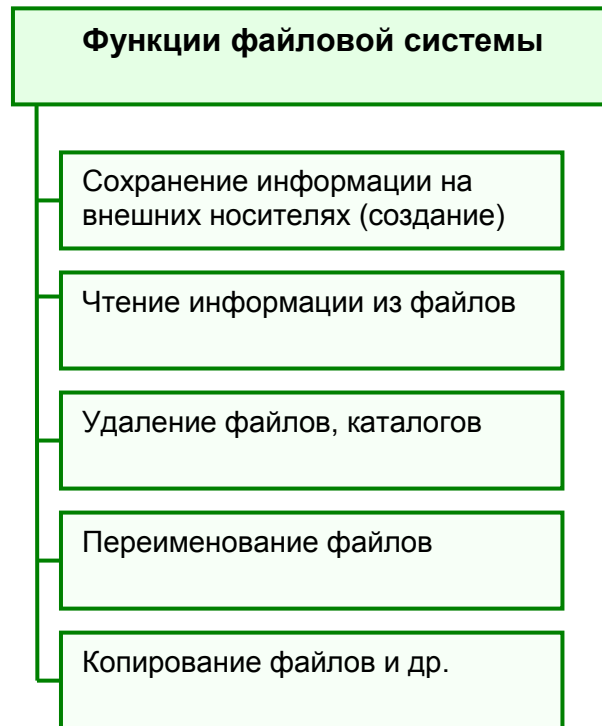 Функции файловой системы
Сохранение информации на
внешних носителях (создание)
Чтение информации из файлов
Удаление файлов, каталогов
Переименование файлов
Копирование файлов и др.